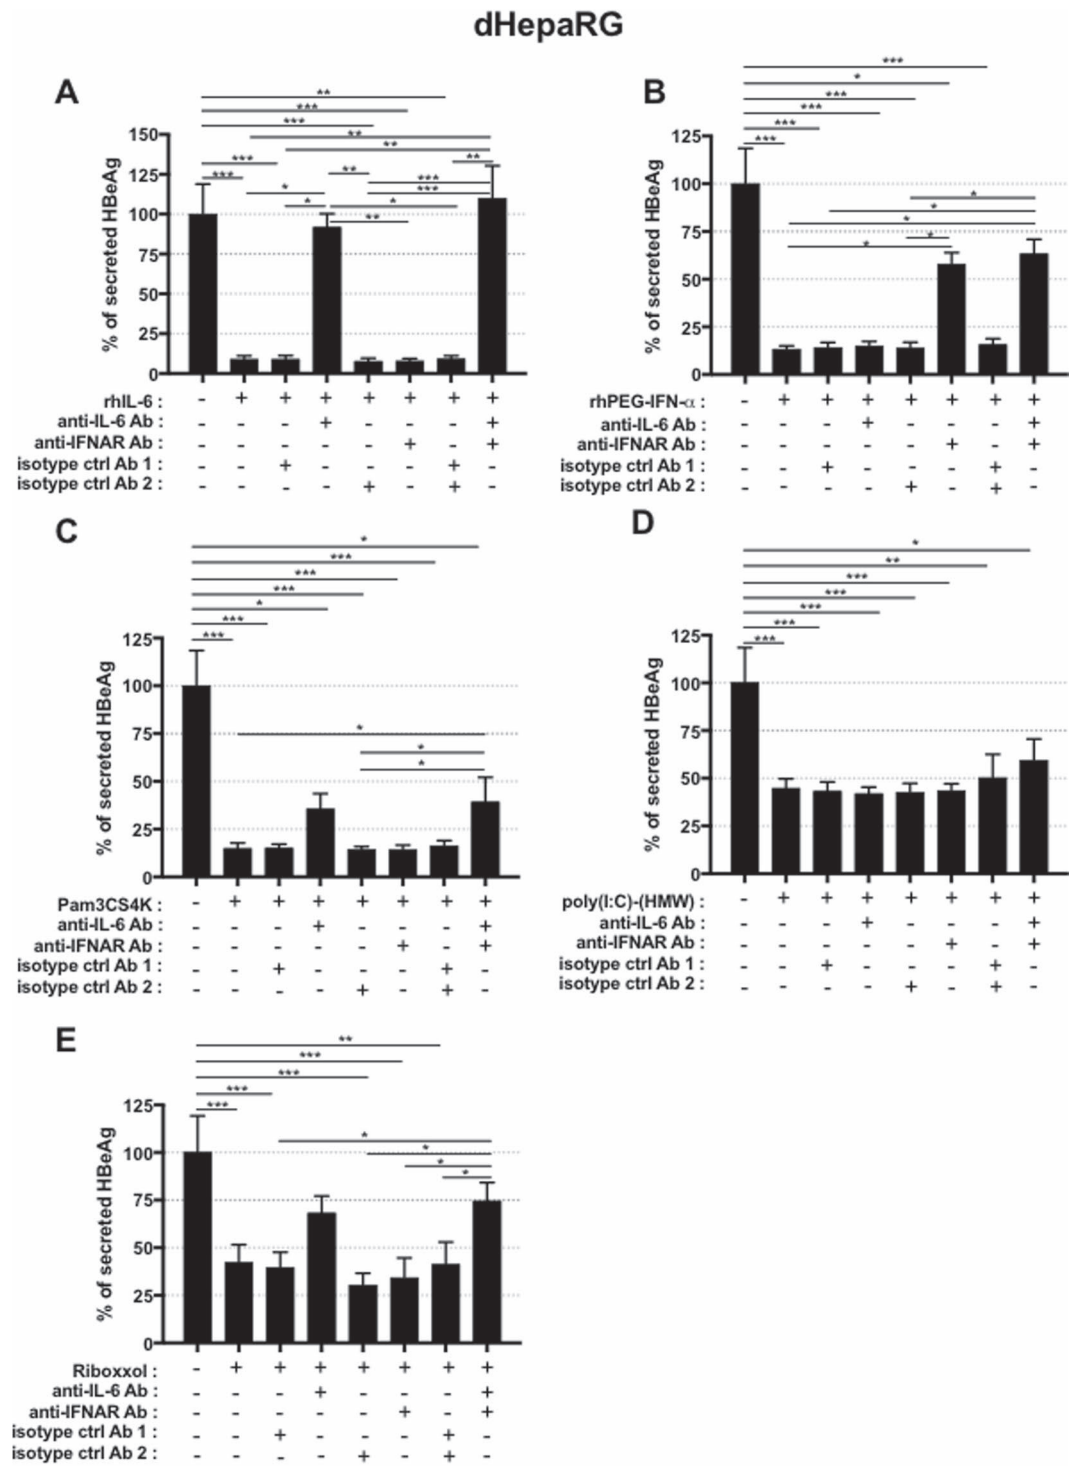 dHepaRG
A
**
***
***
**
**
***
***
**
**
***
***
*
*
*
**
% of secreted HBeAg
150
125
100
75
50
25
0
rhIL-6 : - + + + + + + +
anti-IL-6 Ab : - - - + - - - +
anti-IFNAR Ab : - - - - - + - +
isotype ctrl Ab 1 : - - + - - - + -
isotype ctrl Ab 2 : - - - - + - + -
B
***
*
***
***
***
***
*
*
*
*
*
% of secreted HBeAg
125
100
75
50
25
0
rhPEG-IFN-α : - + + + + + + +
anti-IL-6 Ab : - - - + - - - +
anti-IFNAR Ab : - - - - - + - +
isotype ctrl Ab 1 : - - + - - - + -
isotype ctrl Ab 2 : - - - - + - + -
C
*
***
***
***
*
***
***
*
*
*
% of secreted HBeAg
125
100
75
50
25
0
Pam3CS4K : - + + + + + + +
anti-IL-6 Ab : - - - + - - - +
anti-IFNAR Ab : - - - - - + - +
isotype ctrl Ab 1 : - - + - - - + -
isotype ctrl Ab 2 : - - - - + - + -
D
*
**
***
***
***
***
***
% of secreted HBeAg
125
100
75
50
25
0
poly(I:C)-(HMW) : - + + + + + + +
anti-IL-6 Ab : - - - + - - - +
anti-IFNAR Ab : - - - - - + - +
isotype ctrl Ab 1 : - - + - - - + -
isotype ctrl Ab 2 : - - - - + - + -
E
**
***
***
***
***
*
*
*
*
% of secreted HBeAg
125
100
75
50
25
0
Riboxxol : - + + + + + + +
anti-IL-6 Ab : - - - + - - - +
anti-IFNAR Ab : - - - - - + - +
isotype ctrl Ab 1 : - - + - - - + -
isotype ctrl Ab 2 : - - - - + - + -